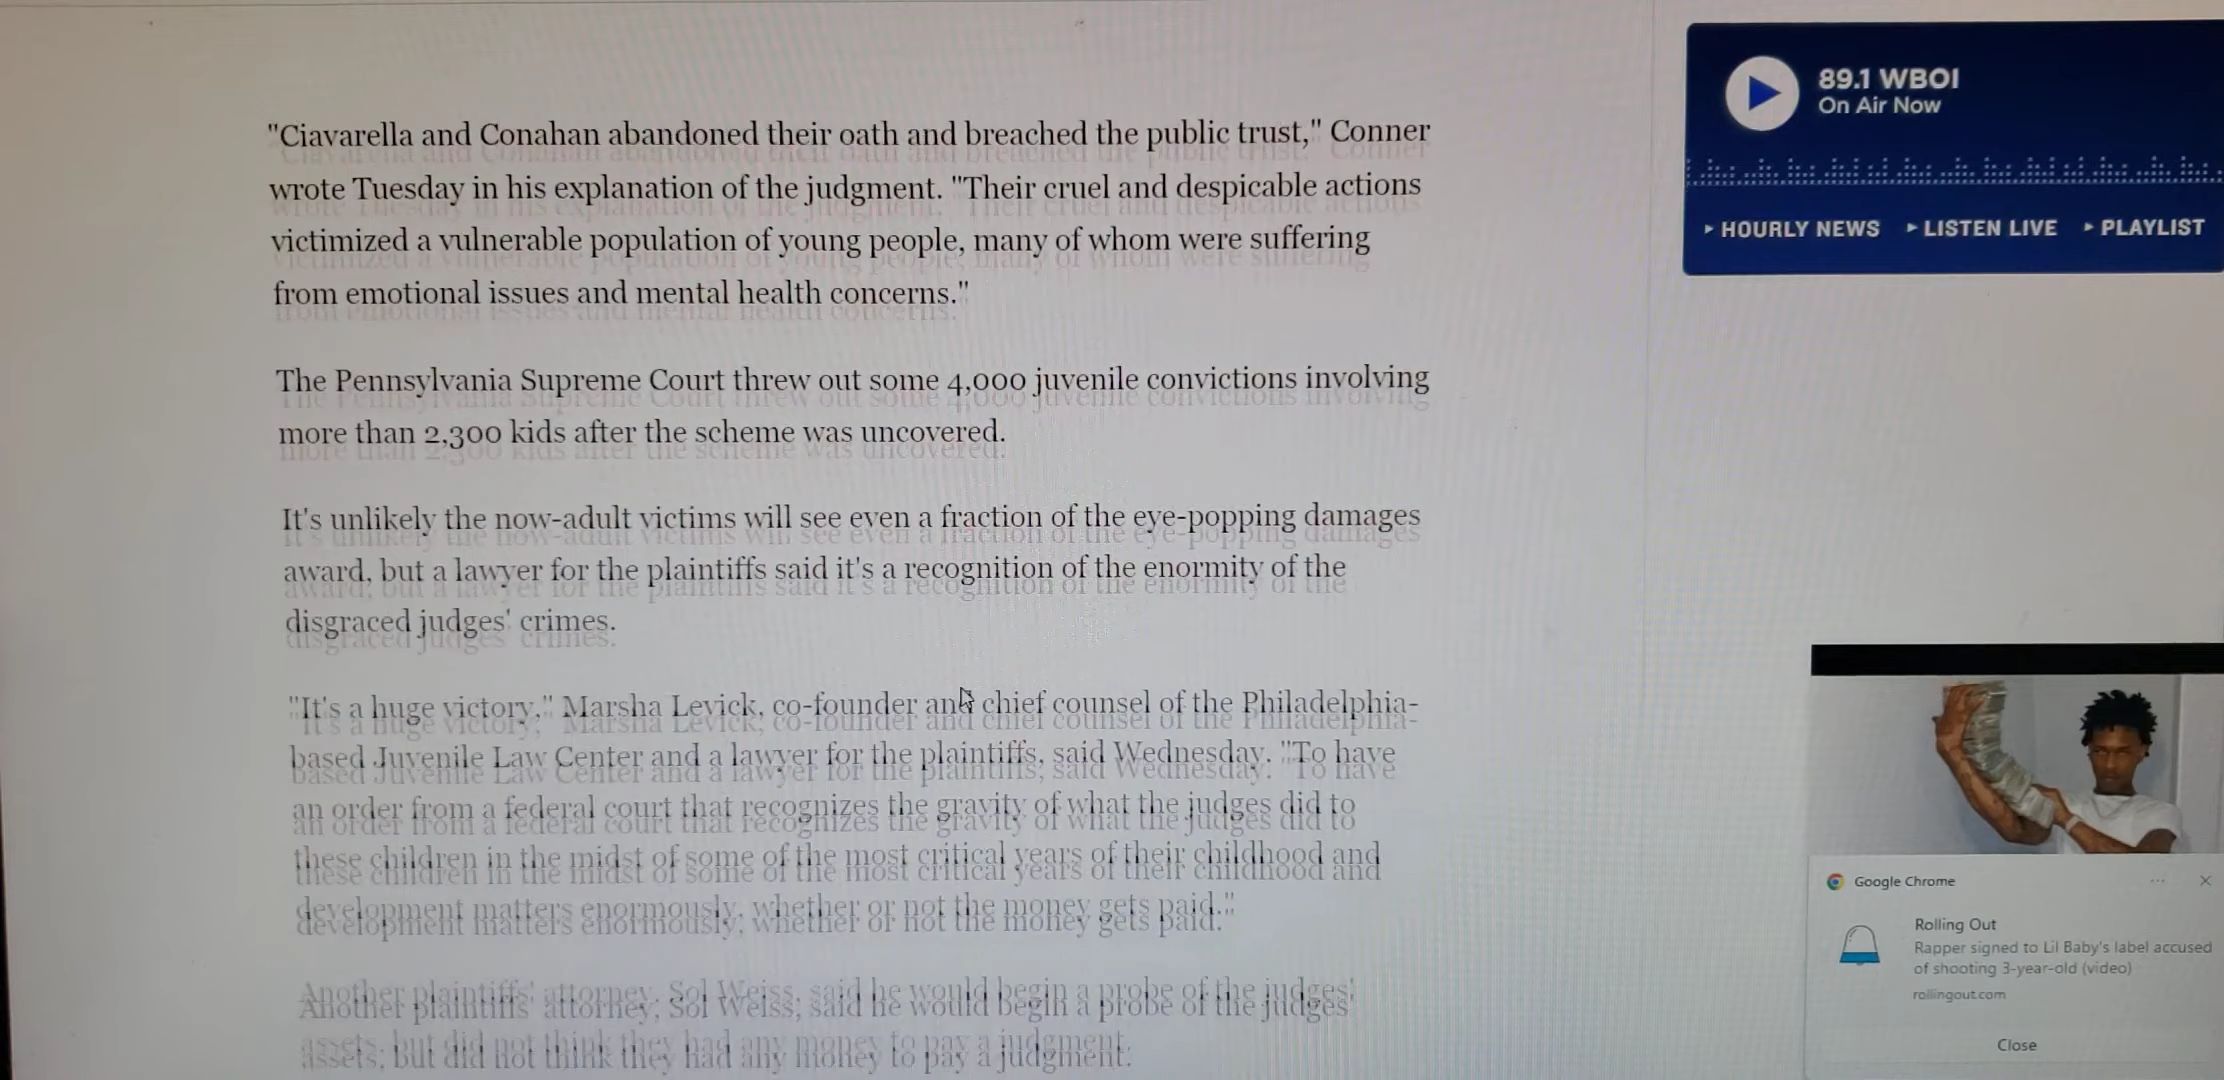 "Ciavarella and Conahan abandoned their oath and breached the public trust," Conner
wrote Tuesday in his explanation of the judgment. "Their cruel and despicable actions
victimized a vulnerable population of young people, many of whom were suffering
from emotional issues and mental health concerns."
The Pennsylvania Supreme Court threw out some 4,000 juvenile convictions involving
more than 2,300 kids after the scheme was uncovered.
It's unlikely the now-adult victims will see even a fraction of the eye-popping damages
award, but a lawyer for the plaintiffs said it's a recognition of the enormity of the
disgraced judges' crimes.
"It's a huge victory," Marsha Levick, co-founder and chief counsel of the Philadelphia-
based Juvenile Law Center and a lawyer for the plaintiffs, said Wednesday. "To have
an order from a federal court that recognizes the gravity of what the judges did to
these children in the midst of some of the most critical years of their childhood and
development matters enormously, whether or not the money gets paid."
Another plaintiffs' attorney, Sol Weiss, said he would begin a probe of the judges'
assets, but did not think they had any money to pay a judgment.
89.1 WBOI
On Air Now
HOURLY NEWS LISTEN LIVE PLAYLIST
Google Chrome
Rolling Out
Rapper signed to Lil Baby's label accused
of shooting 3-year-old (video)
rollingout.com
Close